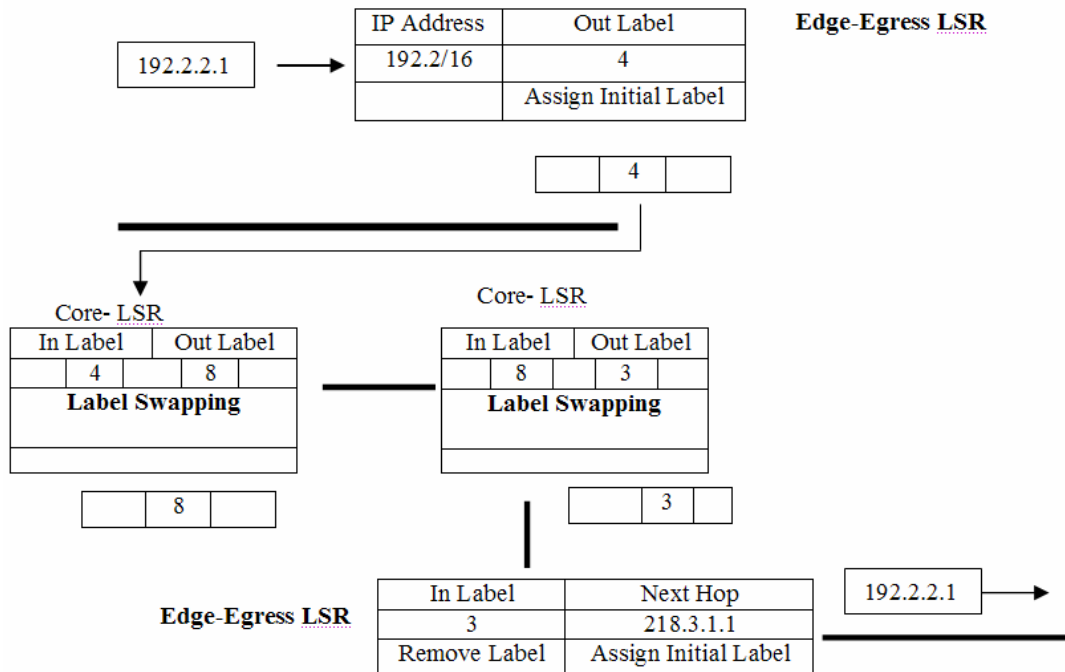 IP Address Out Label
Edge-Egress LSR
192.2.2.1
192.2/16 4
Assign Initial Label
4
Core- LSR
In Label Out Label
4 8
Label Swapping
8
Core- LSR
In Label Out Label
8 3
Label Swapping
3
Edge-Egress LSR
In Label Next Hop
3 218.3.1.1
Remove Label Assign Initial Label
192.2.2.1